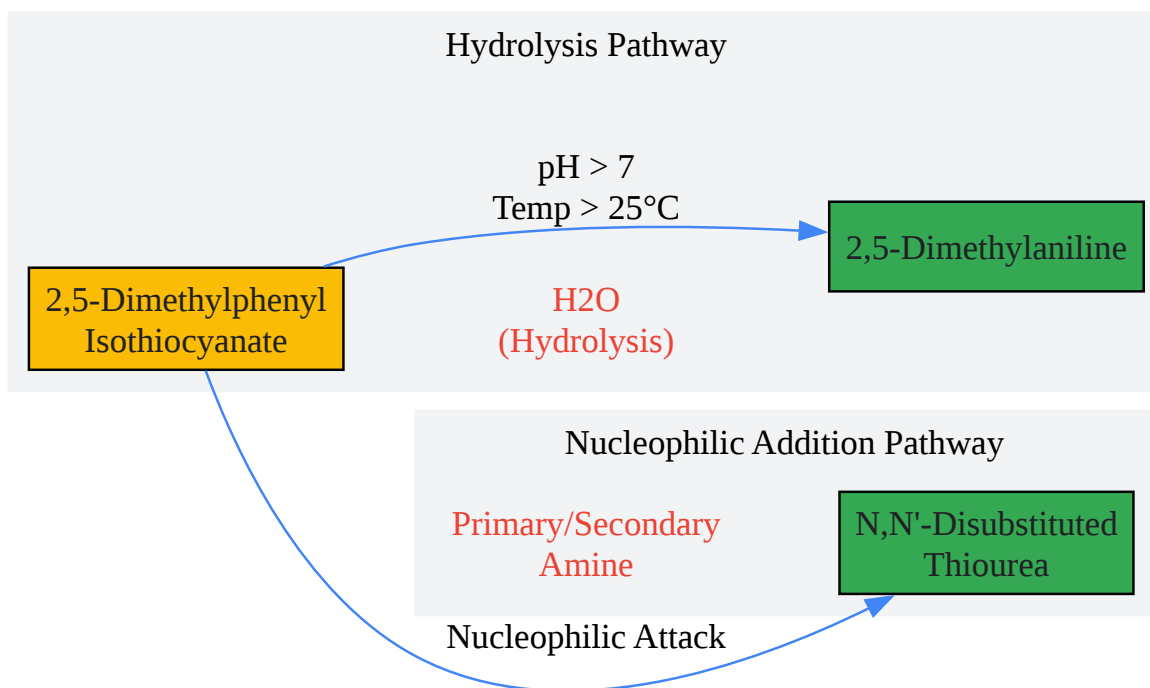 Hydrolysis Pathway
pH > 7
Temp > 25°C
2,5-Dimethylaniline
2,5-Dimethylphenyl
Isothiocyanate
H2O
(Hydrolysis)
Nucleophilic Addition Pathway
Primary/Secondary
Amine
N,N'-Disubstituted
Thiourea
Nucleophilic Attack